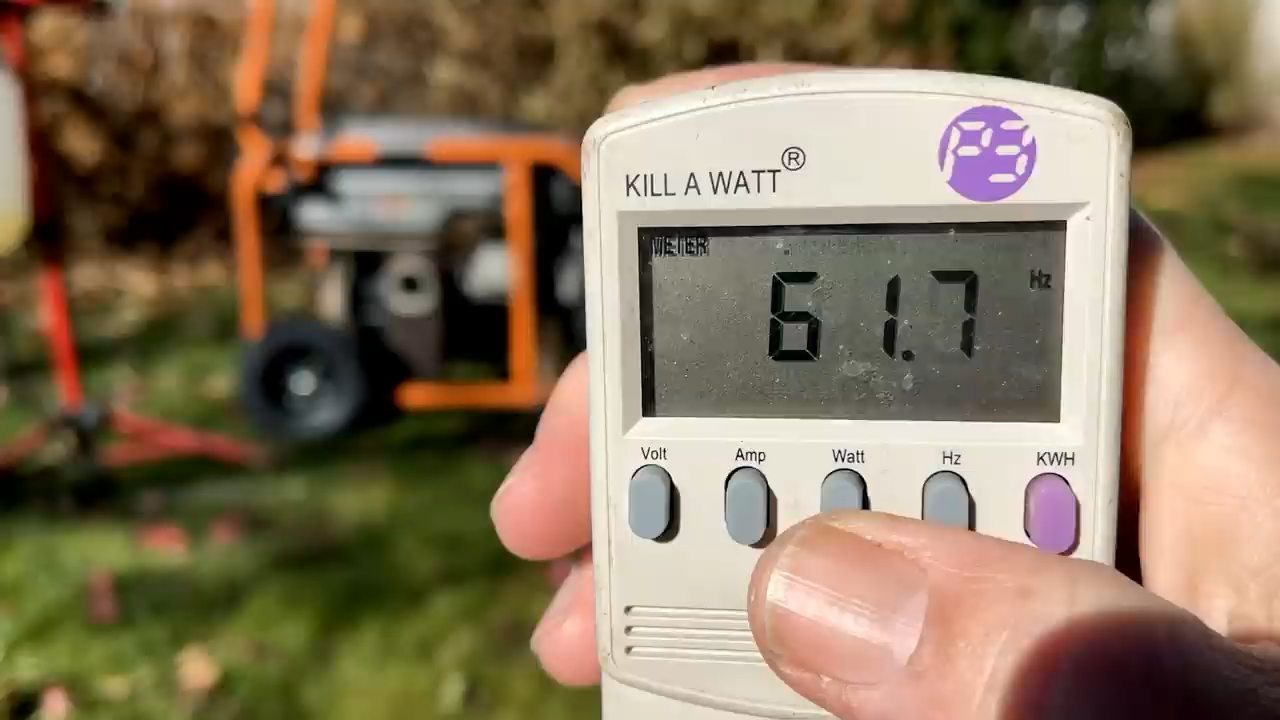 P3
KILL A WATT®
METER
61.7 Hz
Volt Amp Watt Hz KWH